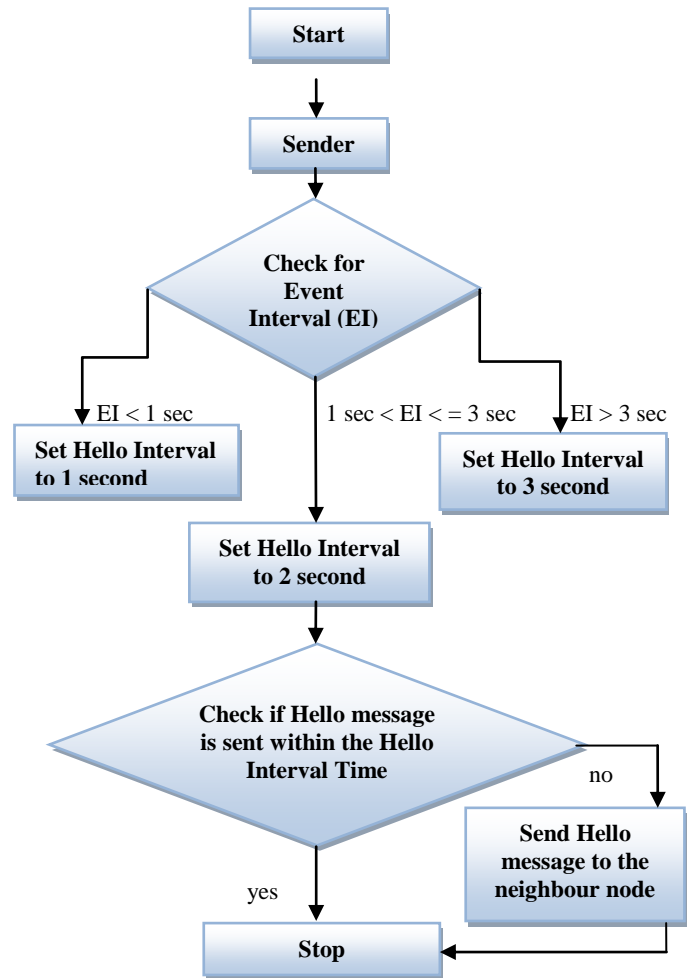 Start
Sender
Check for
Event
Interval (EI)
EI < 1 sec
1 sec < EI < = 3 sec
EI > 3 sec
Set Hello Interval
to 1 second
Set Hello Interval
to 3 second
Set Hello Interval
to 2 second
Check if Hello message
is sent within the Hello
Interval Time
no
Send Hello
message to the
neighbour node
yes
Stop